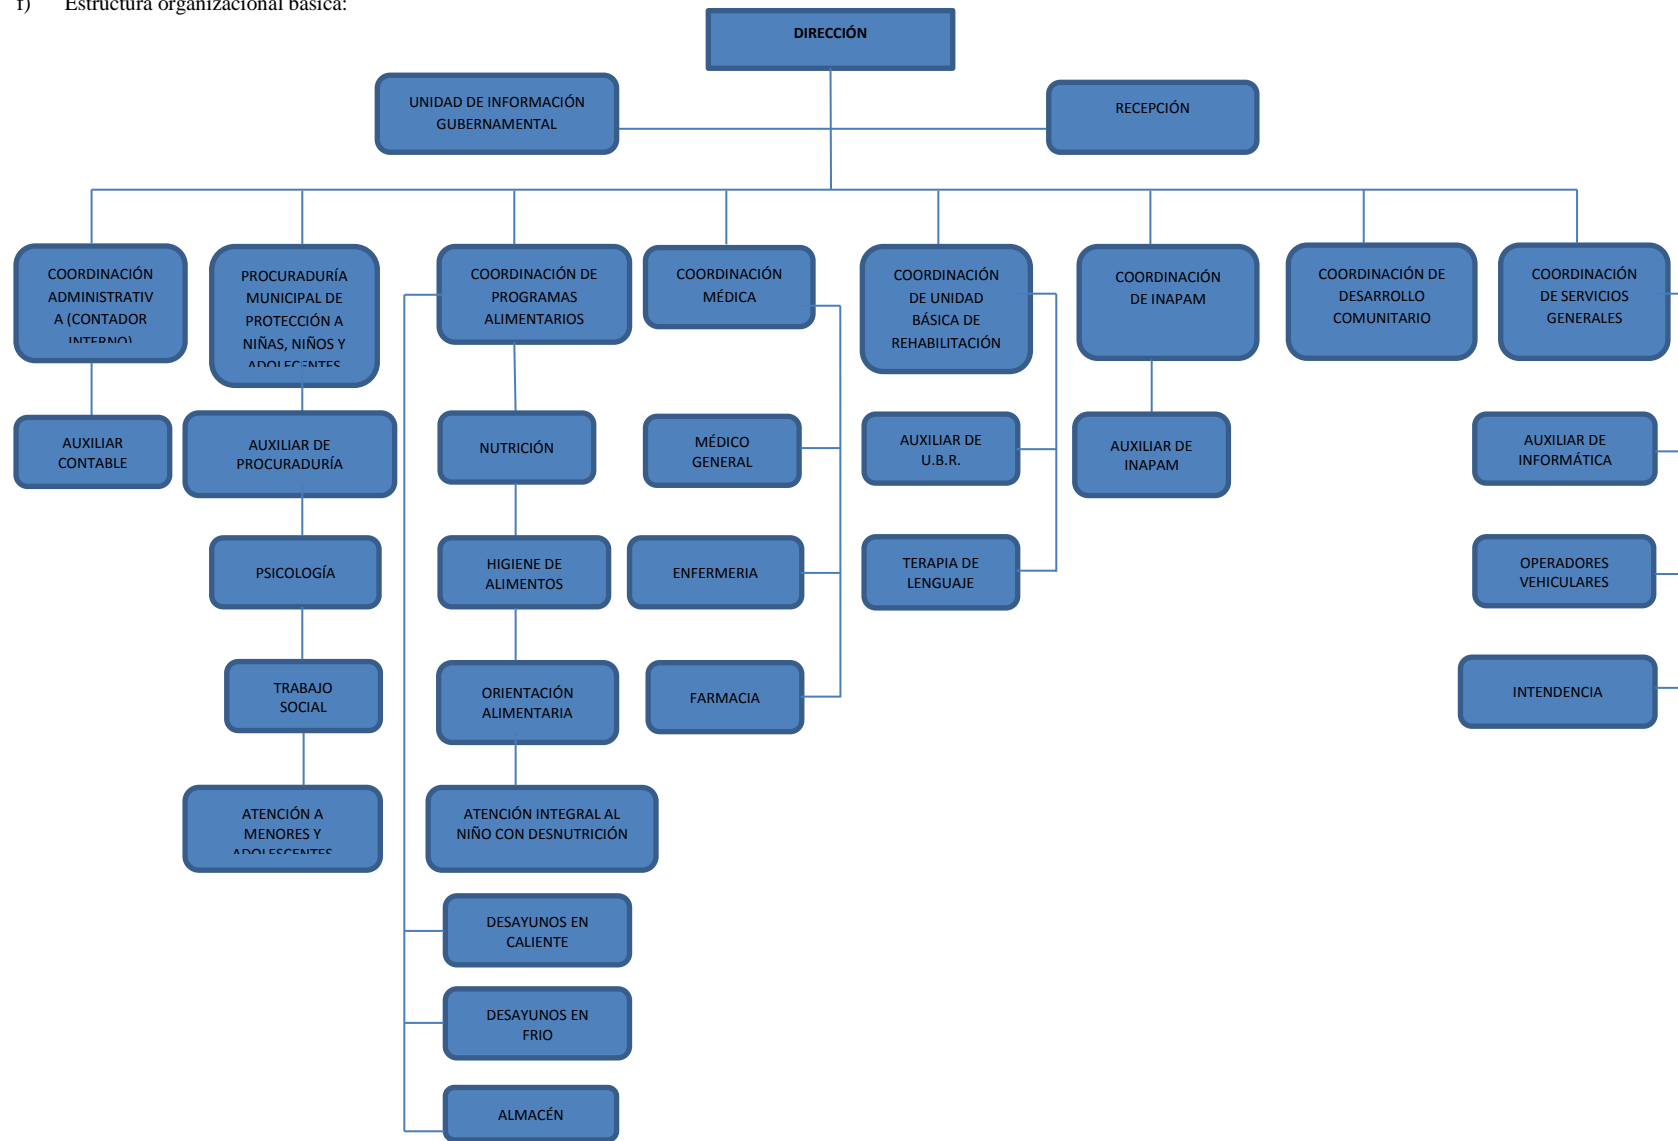 f) Estructura organizacional básica:
DIRECCIÓN
UNIDAD DE INFORMACIÓN
GUBERNAMENTAL
RECEPCIÓN
COORDINACIÓN
ADMINISTRATIV
A (CONTADOR
INTERNO)
PROCURADURÍA
MUNICIPAL DE
PROTECCIÓN A
NIÑAS, NIÑOS Y
ADOLECENTES
COORDINACIÓN DE
PROGRAMAS
ALIMENTARIOS
COORDINACIÓN
MÉDICA
COORDINACIÓN
DE UNIDAD
BÁSICA DE
REHABILITACIÓN
COORDINACIÓN
DE INAPAM
COORDINACIÓN DE
DESARROLLO
COMUNITARIO
COORDINACIÓN
DE SERVICIOS
GENERALES
AUXILIAR
CONTABLE
AUXILIAR DE
PROCURADURÍA
NUTRICIÓN
MÉDICO
GENERAL
AUXILIAR DE
U.B.R.
AUXILIAR DE
INAPAM
AUXILIAR DE
INFORMÁTICA
PSICOLOGÍA
HIGIENE DE
ALIMENTOS
ENFERMERIA
TERAPIA DE
LENGUAJE
OPERADORES
VEHICULARES
TRABAJO
SOCIAL
ORIENTACIÓN
ALIMENTARIA
FARMACIA
INTENDENCIA
ATENCIÓN A
MENORES Y
ADOLESCENTES
ATENCIÓN INTEGRAL AL
NIÑO CON DESNUTRICIÓN
DESAYUNOS EN
CALIENTE
DESAYUNOS EN
FRIO
ALMACÉN